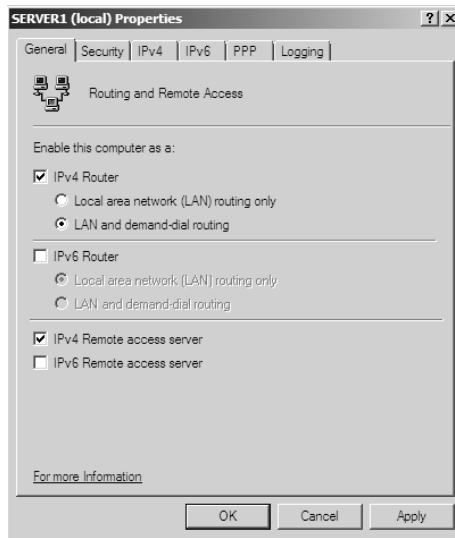 SERVER1 (local) Properties
General Security IPv4 IPv6 PPP Logging
Routing and Remote Access
Enable this computer as a:
IPv4 Router
Local area network (LAN) routing only
LAN and demand-dial routing
IPv6 Router
Local area network (LAN) routing only
LAN and demand-dial routing
IPv4 Remote access server
IPv6 Remote access server
For more Information
OK Cancel Apply